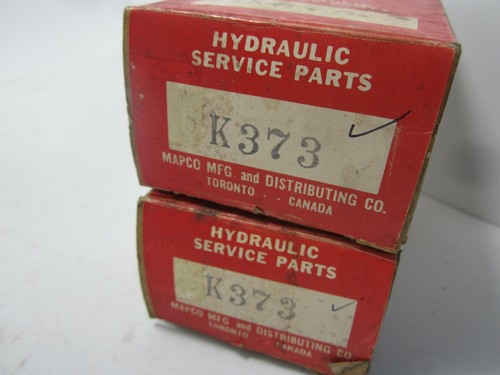 HYDRAULIC
SERVICE PARTS
K373
MAPCO MFG. and DISTRIBUTING CO.
TORONTO - - CANADA
HYDRAULIC
SERVICE PARTS
K373
MAPCO MFG. and DISTRIBUTING CO.
TORONTO - - CANADA